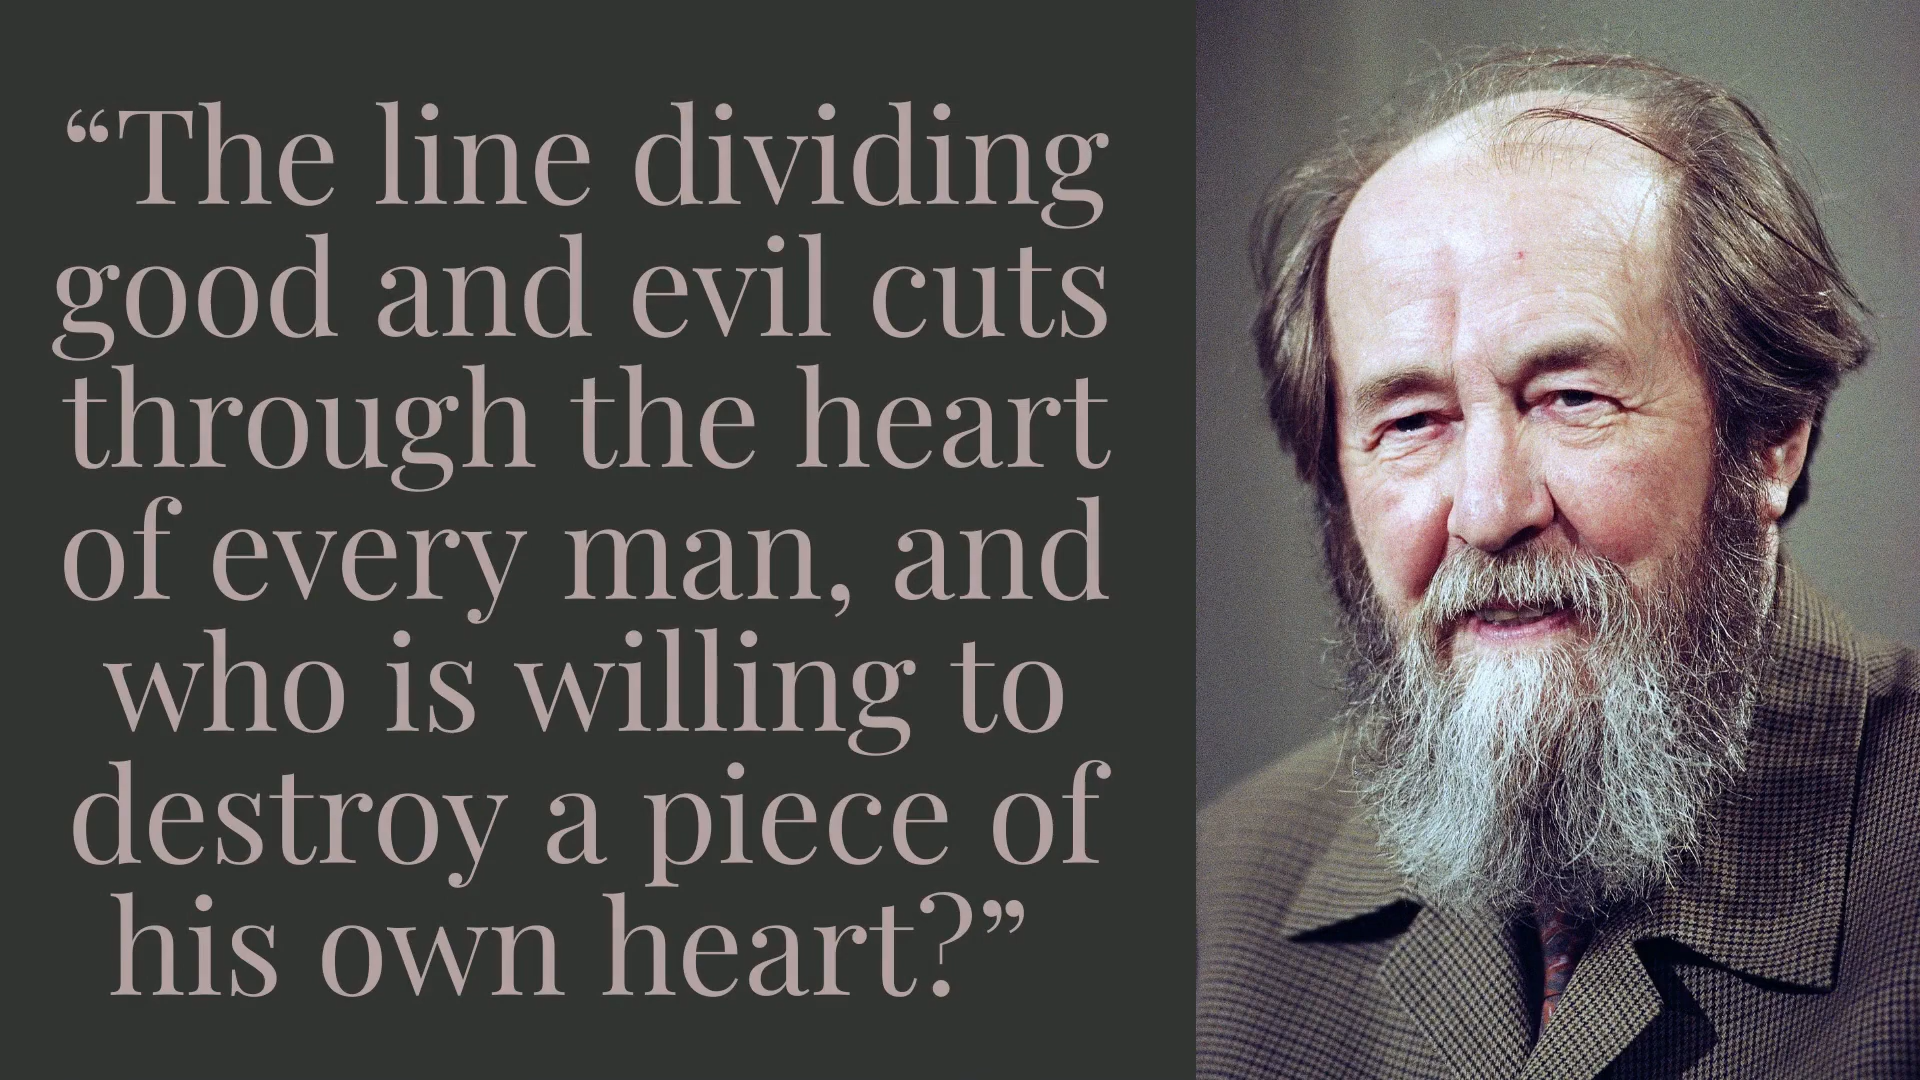 “The line dividing
good and evil cuts
through the heart
of every man, and
who is willing to
destroy a piece of
his own heart?”